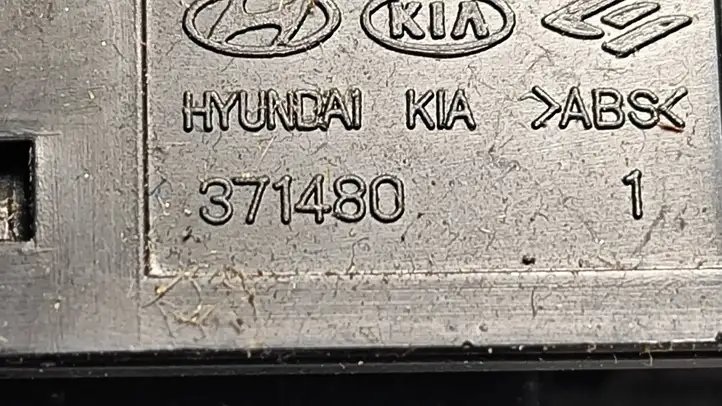 KIA
HYUNDAI KIA >ABS<
371480 1